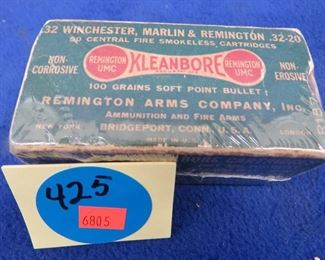 .32 WINCHESTER, MARLIN & REMINGTON .32-20
50 CENTRAL FIRE SMOKELESS CARTRIDGES
NON-CORROSIVE
REMINGTON UMC
KLEANBORE
REMINGTON UMC
NON-EROSIVE
100 GRAINS SOFT POINT BULLET
REMINGTON ARMS COMPANY, INC.
AMMUNITION AND FIRE ARMS
NEW YORK
BRIDGEPORT, CONN. U.S.A.
LONDON
MADE IN U.S.
425
6805